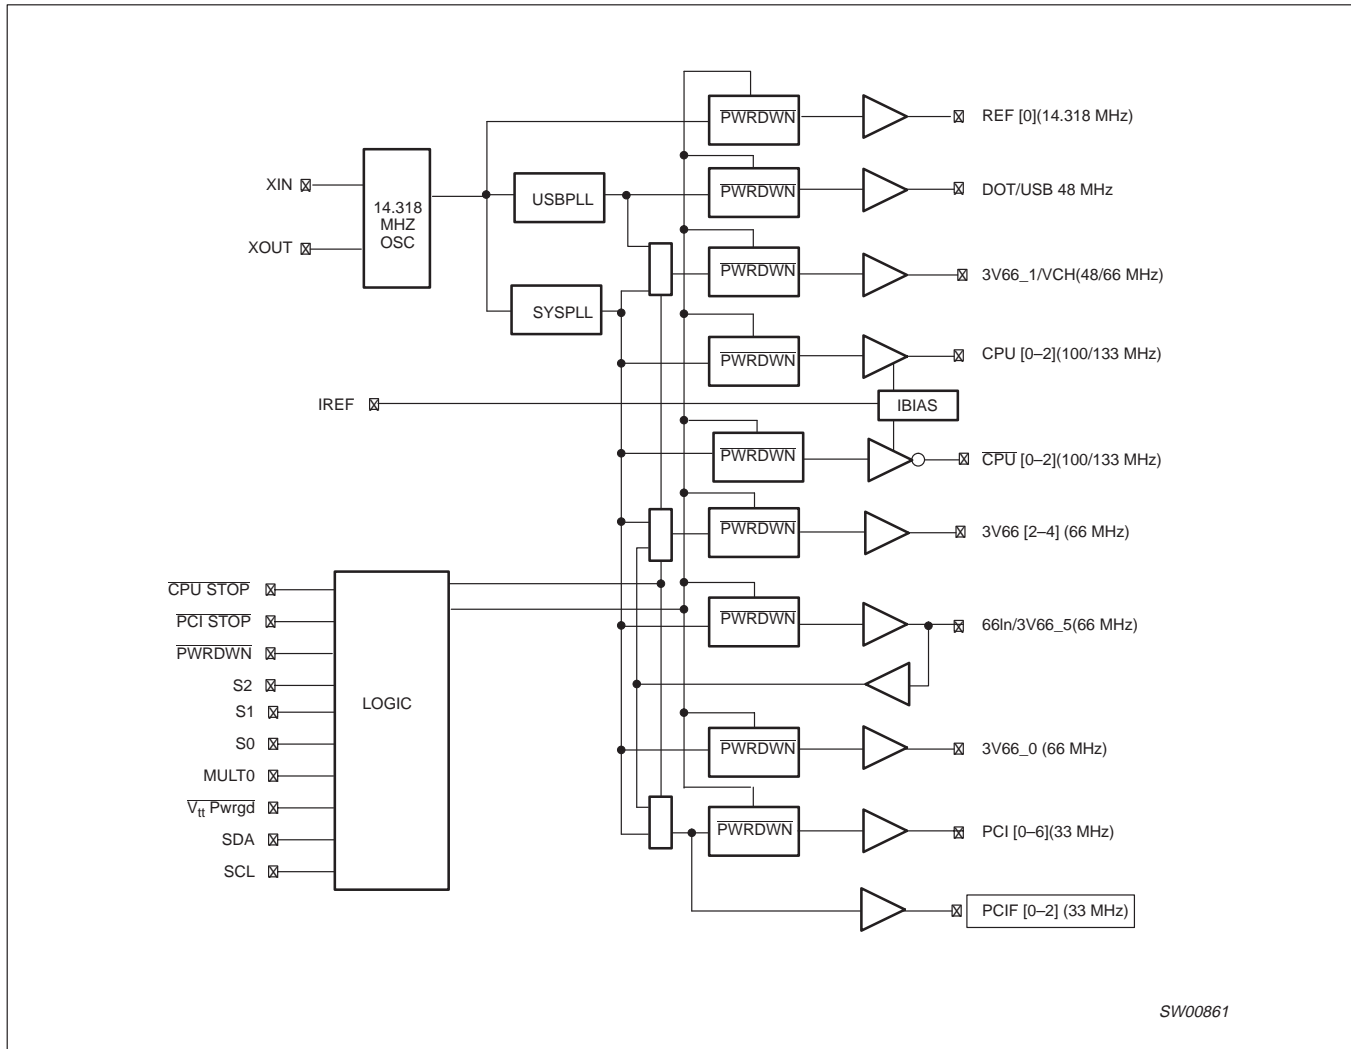 PWRDWN
REF [0](14.318 MHz)
XIN
14.318
MHZ
OSC
XOUT
USBPLL
PWRDWN
DOT/USB 48 MHz
PWRDWN
3V66_1/VCH(48/66 MHz)
SYSPLL
PWRDWN
CPU [0–2](100/133 MHz)
IREF
IBIAS
PWRDWN
CPU [0–2](100/133 MHz)
PWRDWN
3V66 [2–4] (66 MHz)
CPU STOP
PCI STOP
PWRDWN
S2
S1
S0
MULT0
Vtt Pwrgd
SDA
SCL
LOGIC
PWRDWN
66In/3V66_5(66 MHz)
PWRDWN
3V66_0 (66 MHz)
PWRDWN
PCI [0–6](33 MHz)
PCIF [0–2] (33 MHz)
SW00861